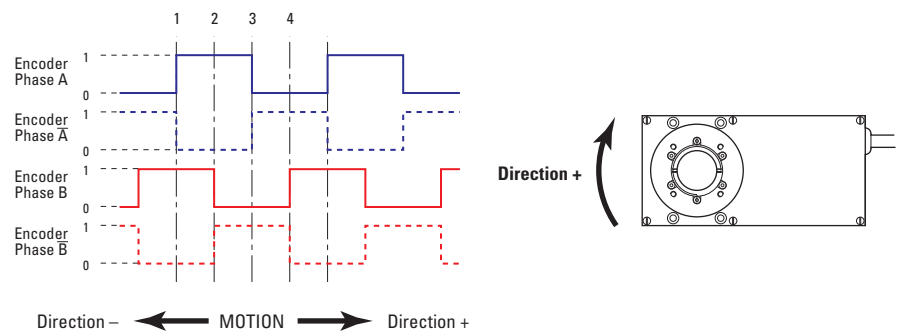 1 2 3 4
Encoder
Phase A
1
0
Encoder
Phase A̅
1
0
Encoder
Phase B
1
0
Encoder
Phase B̅
1
0
Direction +
Direction – MOTION Direction +